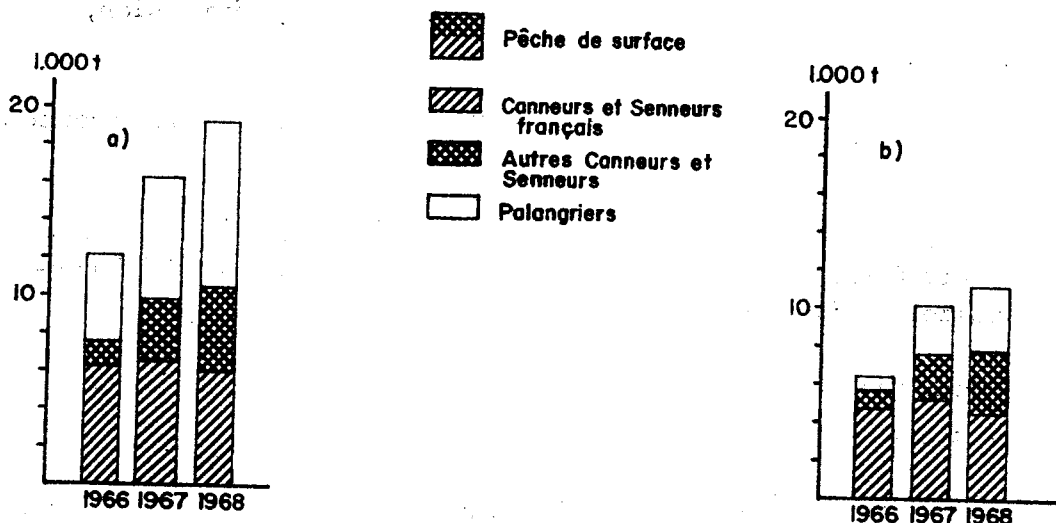 1.000 t
20
a)
10
1966 1967 1968
Pêche de surface
Canneurs et Senneurs
français
Autres Canneurs et
Senneurs
Palangriers
1.000 t
20
b)
10
1966 1967 1968